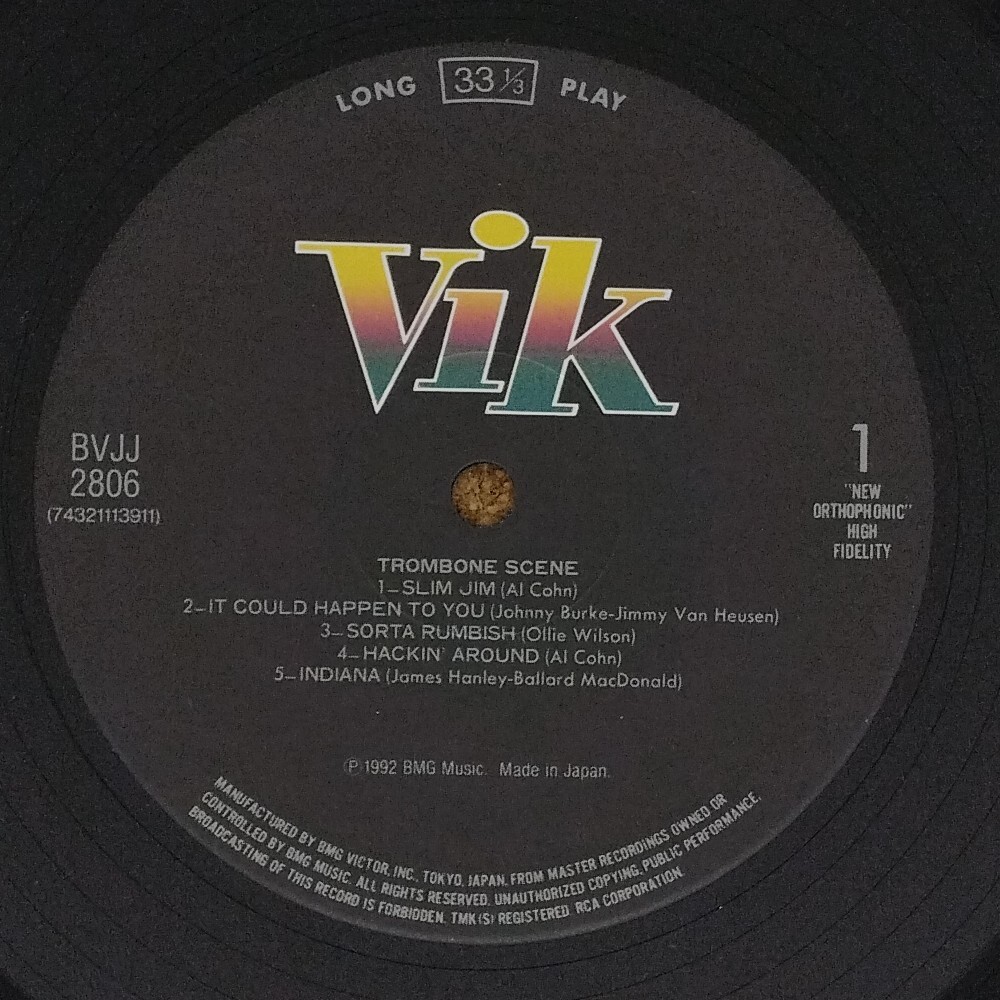 LONG 33 1/3 PLAY
Vik
BVJJ
2806
(74321113911)
1
"NEW
ORTHOPHONIC"
HIGH
FIDELITY
TROMBONE SCENE
1–SLIM JIM (Al Cohn)
2–IT COULD HAPPEN TO YOU (Johnny Burke-Jimmy Van Heusen)
3–SORTA RUMBISH (Ollie Wilson)
4–HACKIN' AROUND (Al Cohn)
5–INDIANA (James Hanley-Ballard MacDonald)
℗1992 BMG Music. Made in Japan.
MANUFACTURED BY BMG VICTOR, INC., TOKYO, JAPAN. FROM MASTER RECORDINGS OWNED OR
CONTROLLED BY BMG MUSIC. ALL RIGHTS RESERVED. UNAUTHORIZED COPYING, PUBLIC PERFORMANCE,
BROADCASTING OF THIS RECORD IS FORBIDDEN. TMK(S) REGISTERED. RCA CORPORATION.